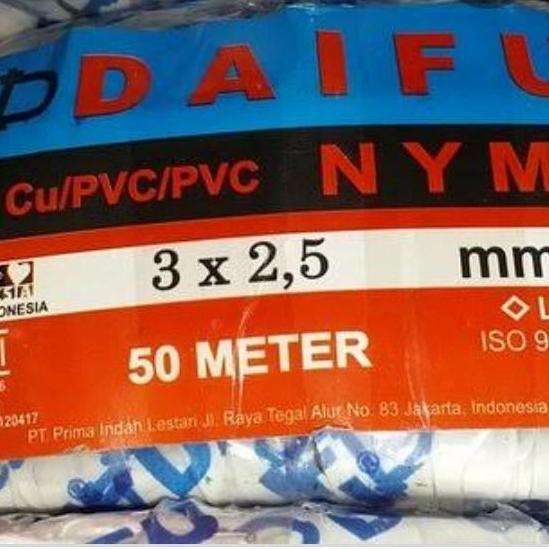 DAIFU
Cu/PVC/PVC NYM
3 x 2,5 mm
ONESIA
50 METER
ISO 9
120417
PT. Prima Indah Lestari Jl. Raya Tegal Alur No. 83 Jakarta, Indonesia